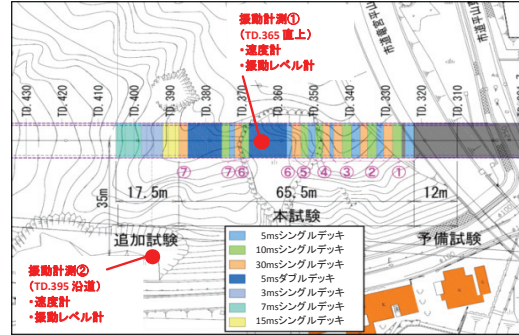 振動計測①
(TD.365 直上)
・速度計
・振動レベル計
市道竜宮平山
市道平山
TD.430
TD.420
TD.410
TD.400
TD.390
TD.380
TD.370
TD.360
TD.350
TD.340
TD.330
TD.320
TD.310
⑦ ⑦⑥ ⑥⑤ ④ ③ ② ①
17.5m 65.5m 12m
35m
追加試験 本試験 予備試験
振動計測②
(TD.395 沿道)
・速度計
・振動レベル計
5msシングルデッキ
10msシングルデッキ
30msシングルデッキ
5msダブルデッキ
3msシングルデッキ
7msシングルデッキ
15msシングルデッキ